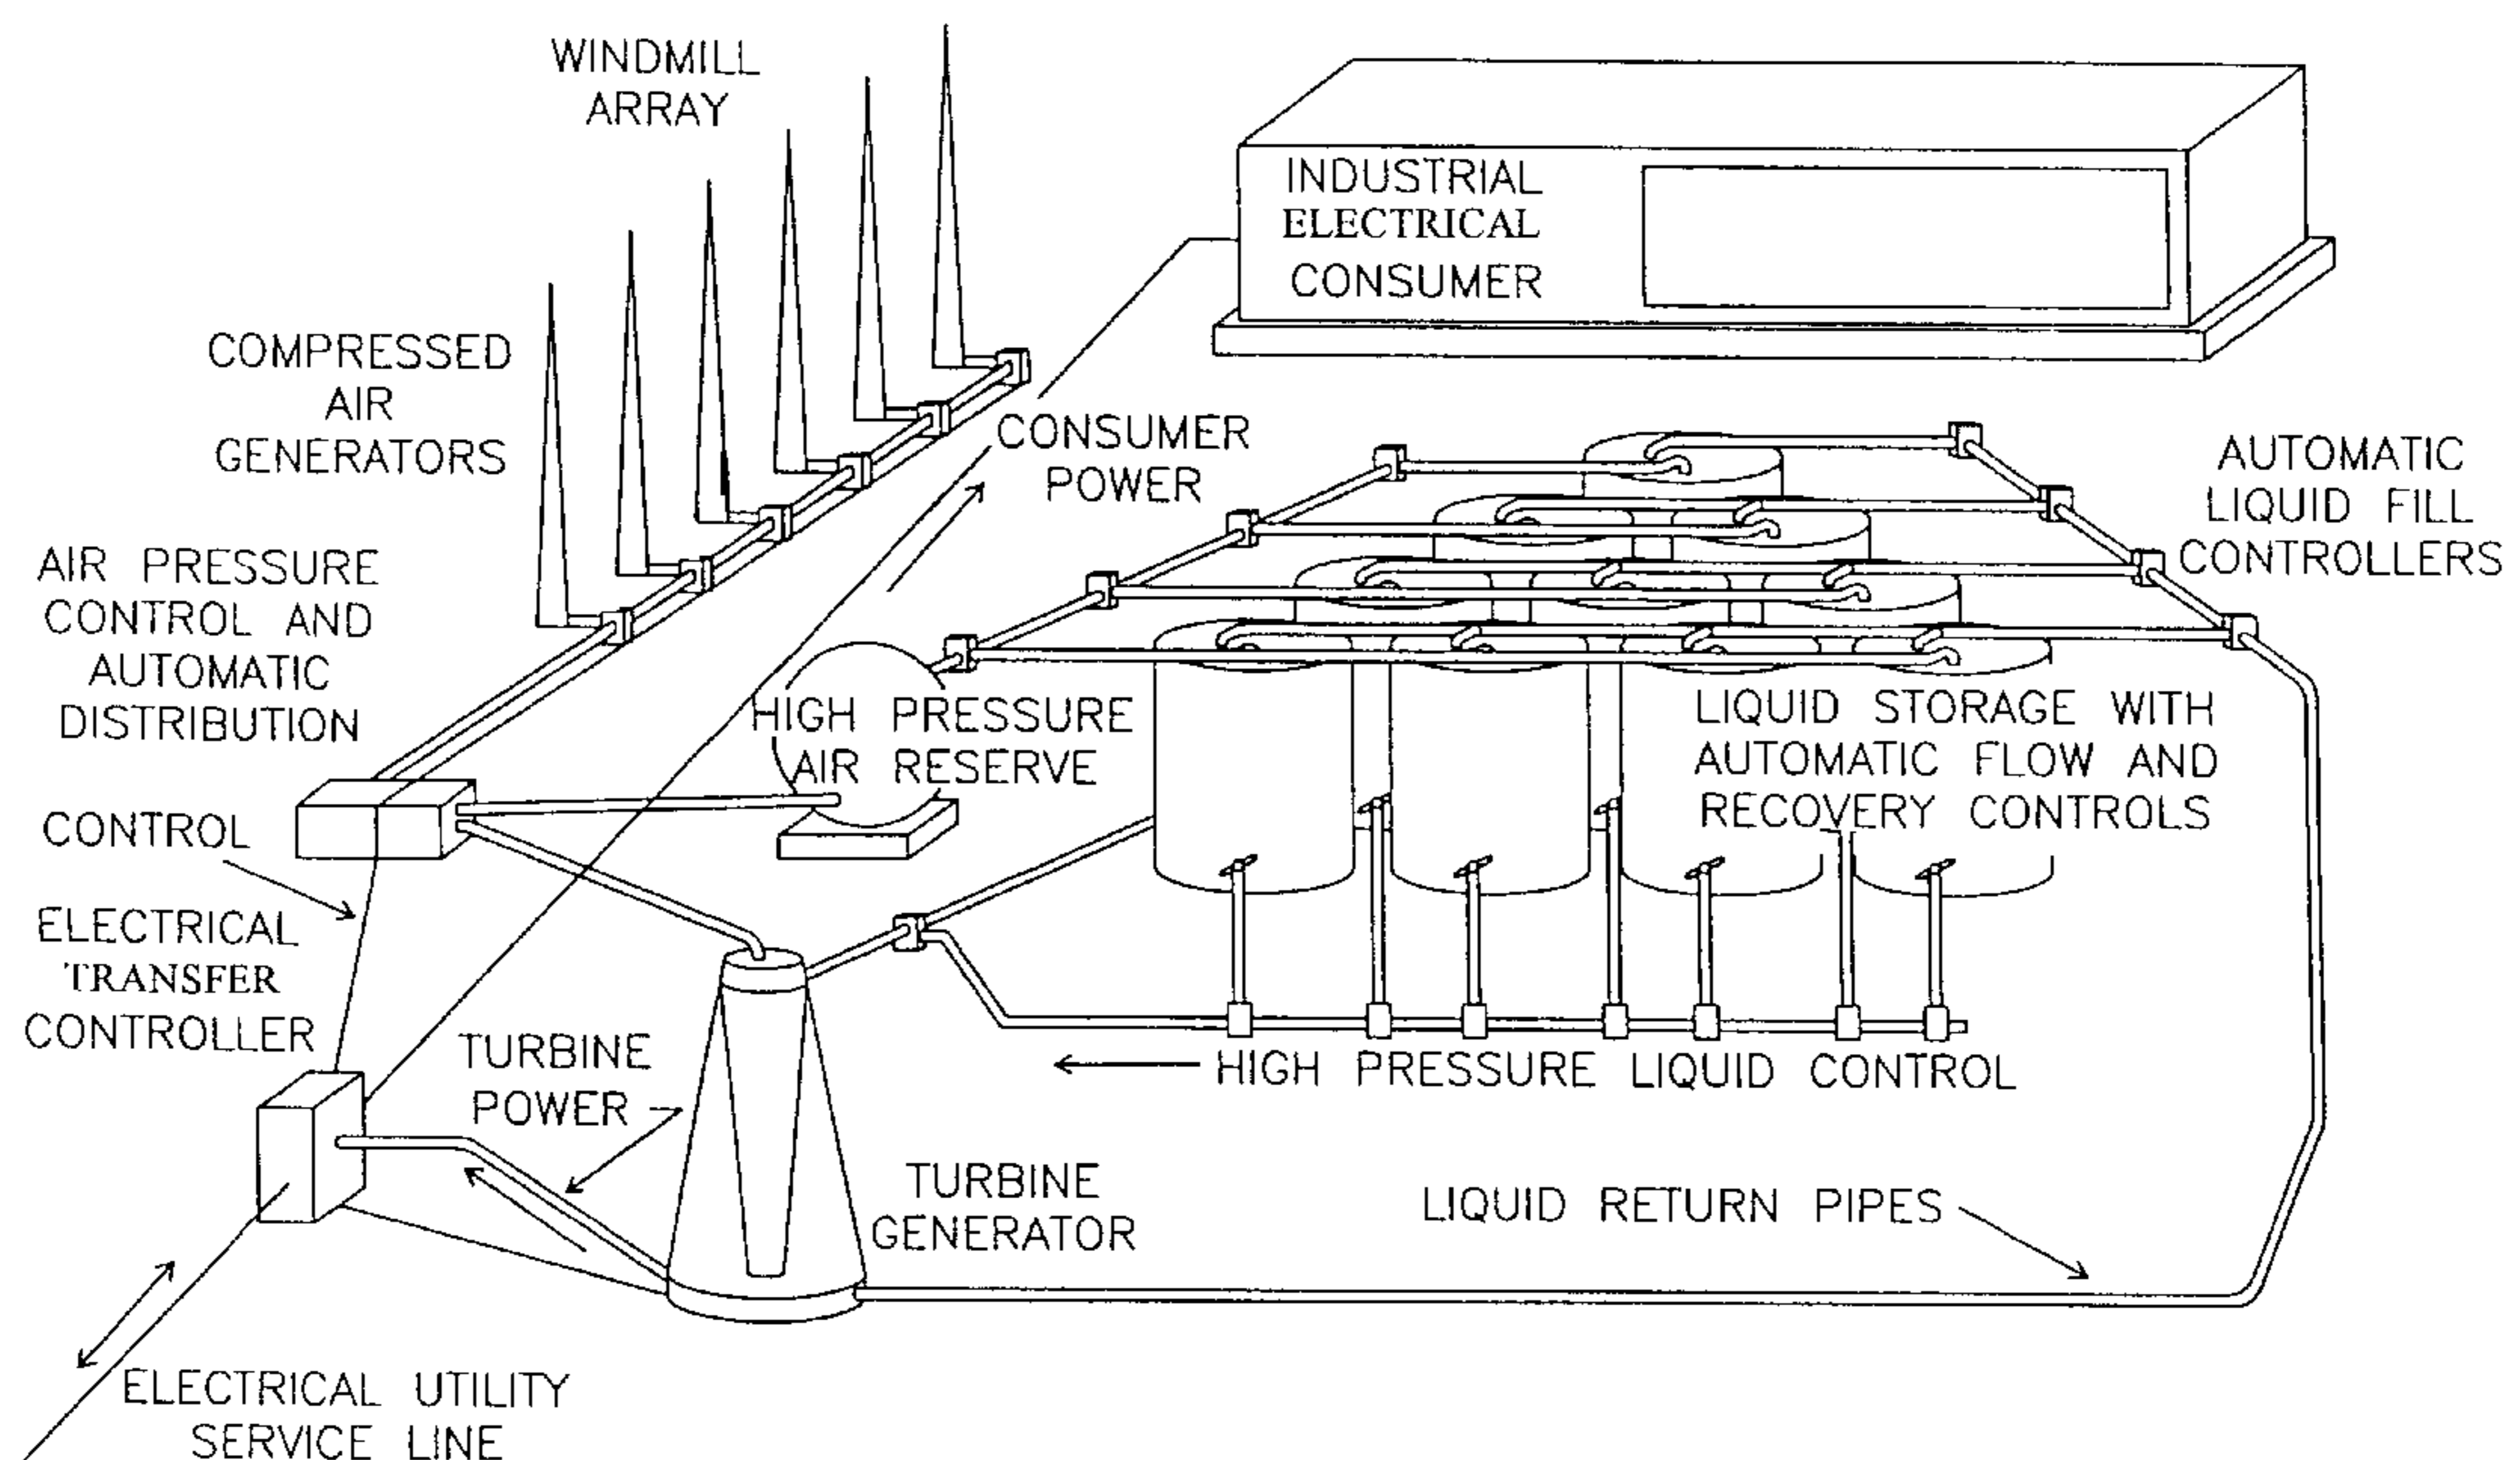 WINDMILL
ARRAY
INDUSTRIAL
ELECTRICAL
CONSUMER
COMPRESSED
AIR
GENERATORS
CONSUMER
POWER
AUTOMATIC
LIQUID FILL
CONTROLLERS
AIR PRESSURE
CONTROL AND
AUTOMATIC
DISTRIBUTION
HIGH PRESSURE
AIR RESERVE
LIQUID STORAGE WITH
AUTOMATIC FLOW AND
RECOVERY CONTROLS
CONTROL
ELECTRICAL
TRANSFER
CONTROLLER
TURBINE
POWER
HIGH PRESSURE LIQUID CONTROL
TURBINE
GENERATOR
LIQUID RETURN PIPES
ELECTRICAL UTILITY
SERVICE LINE